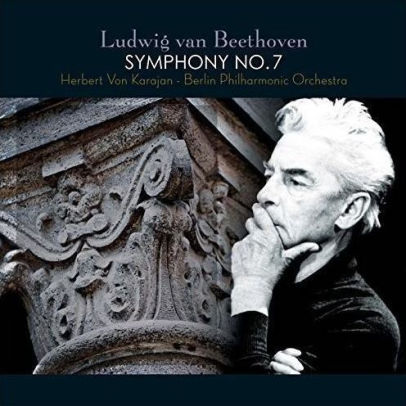 Ludwig van Beethoven
SYMPHONY NO.7
Herbert Von Karajan - Berlin Philharmonic Orchestra